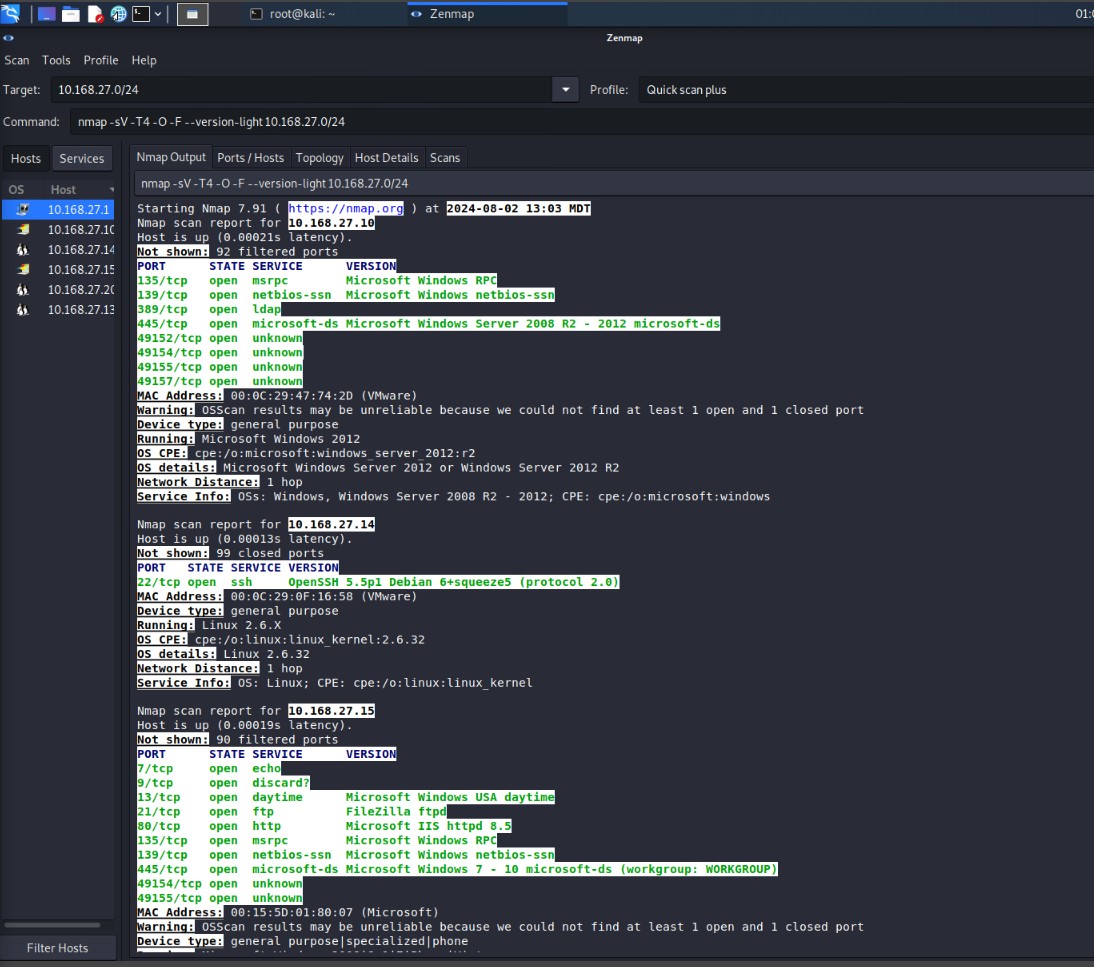 root@kali: ~
Zenmap
01:0
Zenmap
Scan Tools Profile Help
Target: 10.168.27.0/24 Profile: Quick scan plus
Command: nmap -sV -T4 -O -F --version-light 10.168.27.0/24
Hosts Services
Nmap Output Ports / Hosts Topology Host Details Scans
OS Host
10.168.27.1
10.168.27.10
10.168.27.14
10.168.27.15
10.168.27.20
10.168.27.13
Filter Hosts
nmap -sV -T4 -O -F --version-light 10.168.27.0/24
Starting Nmap 7.91 ( https://nmap.org ) at 2024-08-02 13:03 MDT
Nmap scan report for 10.168.27.10
Host is up (0.00021s latency).
Not shown: 92 filtered ports
PORT STATE SERVICE VERSION
135/tcp open msrpc Microsoft Windows RPC
139/tcp open netbios-ssn Microsoft Windows netbios-ssn
389/tcp open ldap
445/tcp open microsoft-ds Microsoft Windows Server 2008 R2 - 2012 microsoft-ds
49152/tcp open unknown
49154/tcp open unknown
49155/tcp open unknown
49157/tcp open unknown
MAC Address: 00:0C:29:47:74:2D (VMware)
Warning: OSScan results may be unreliable because we could not find at least 1 open and 1 closed port
Device type: general purpose
Running: Microsoft Windows 2012
OS CPE: cpe:/o:microsoft:windows_server_2012:r2
OS details: Microsoft Windows Server 2012 or Windows Server 2012 R2
Network Distance: 1 hop
Service Info: OSs: Windows, Windows Server 2008 R2 - 2012; CPE: cpe:/o:microsoft:windows
Nmap scan report for 10.168.27.14
Host is up (0.00013s latency).
Not shown: 99 closed ports
PORT STATE SERVICE VERSION
22/tcp open ssh OpenSSH 5.5p1 Debian 6+squeeze5 (protocol 2.0)
MAC Address: 00:0C:29:0F:16:58 (VMware)
Device type: general purpose
Running: Linux 2.6.X
OS CPE: cpe:/o:linux:linux_kernel:2.6.32
OS details: Linux 2.6.32
Network Distance: 1 hop
Service Info: OS: Linux; CPE: cpe:/o:linux:linux_kernel
Nmap scan report for 10.168.27.15
Host is up (0.00019s latency).
Not shown: 90 filtered ports
PORT STATE SERVICE VERSION
7/tcp open echo
9/tcp open discard?
13/tcp open daytime Microsoft Windows USA daytime
21/tcp open ftp FileZilla ftpd
80/tcp open http Microsoft IIS httpd 8.5
135/tcp open msrpc Microsoft Windows RPC
139/tcp open netbios-ssn Microsoft Windows netbios-ssn
445/tcp open microsoft-ds Microsoft Windows 7 - 10 microsoft-ds (workgroup: WORKGROUP)
49154/tcp open unknown
49155/tcp open unknown
MAC Address: 00:15:5D:01:80:07 (Microsoft)
Warning: OSScan results may be unreliable because we could not find at least 1 open and 1 closed port
Device type: general purpose|specialized|phone